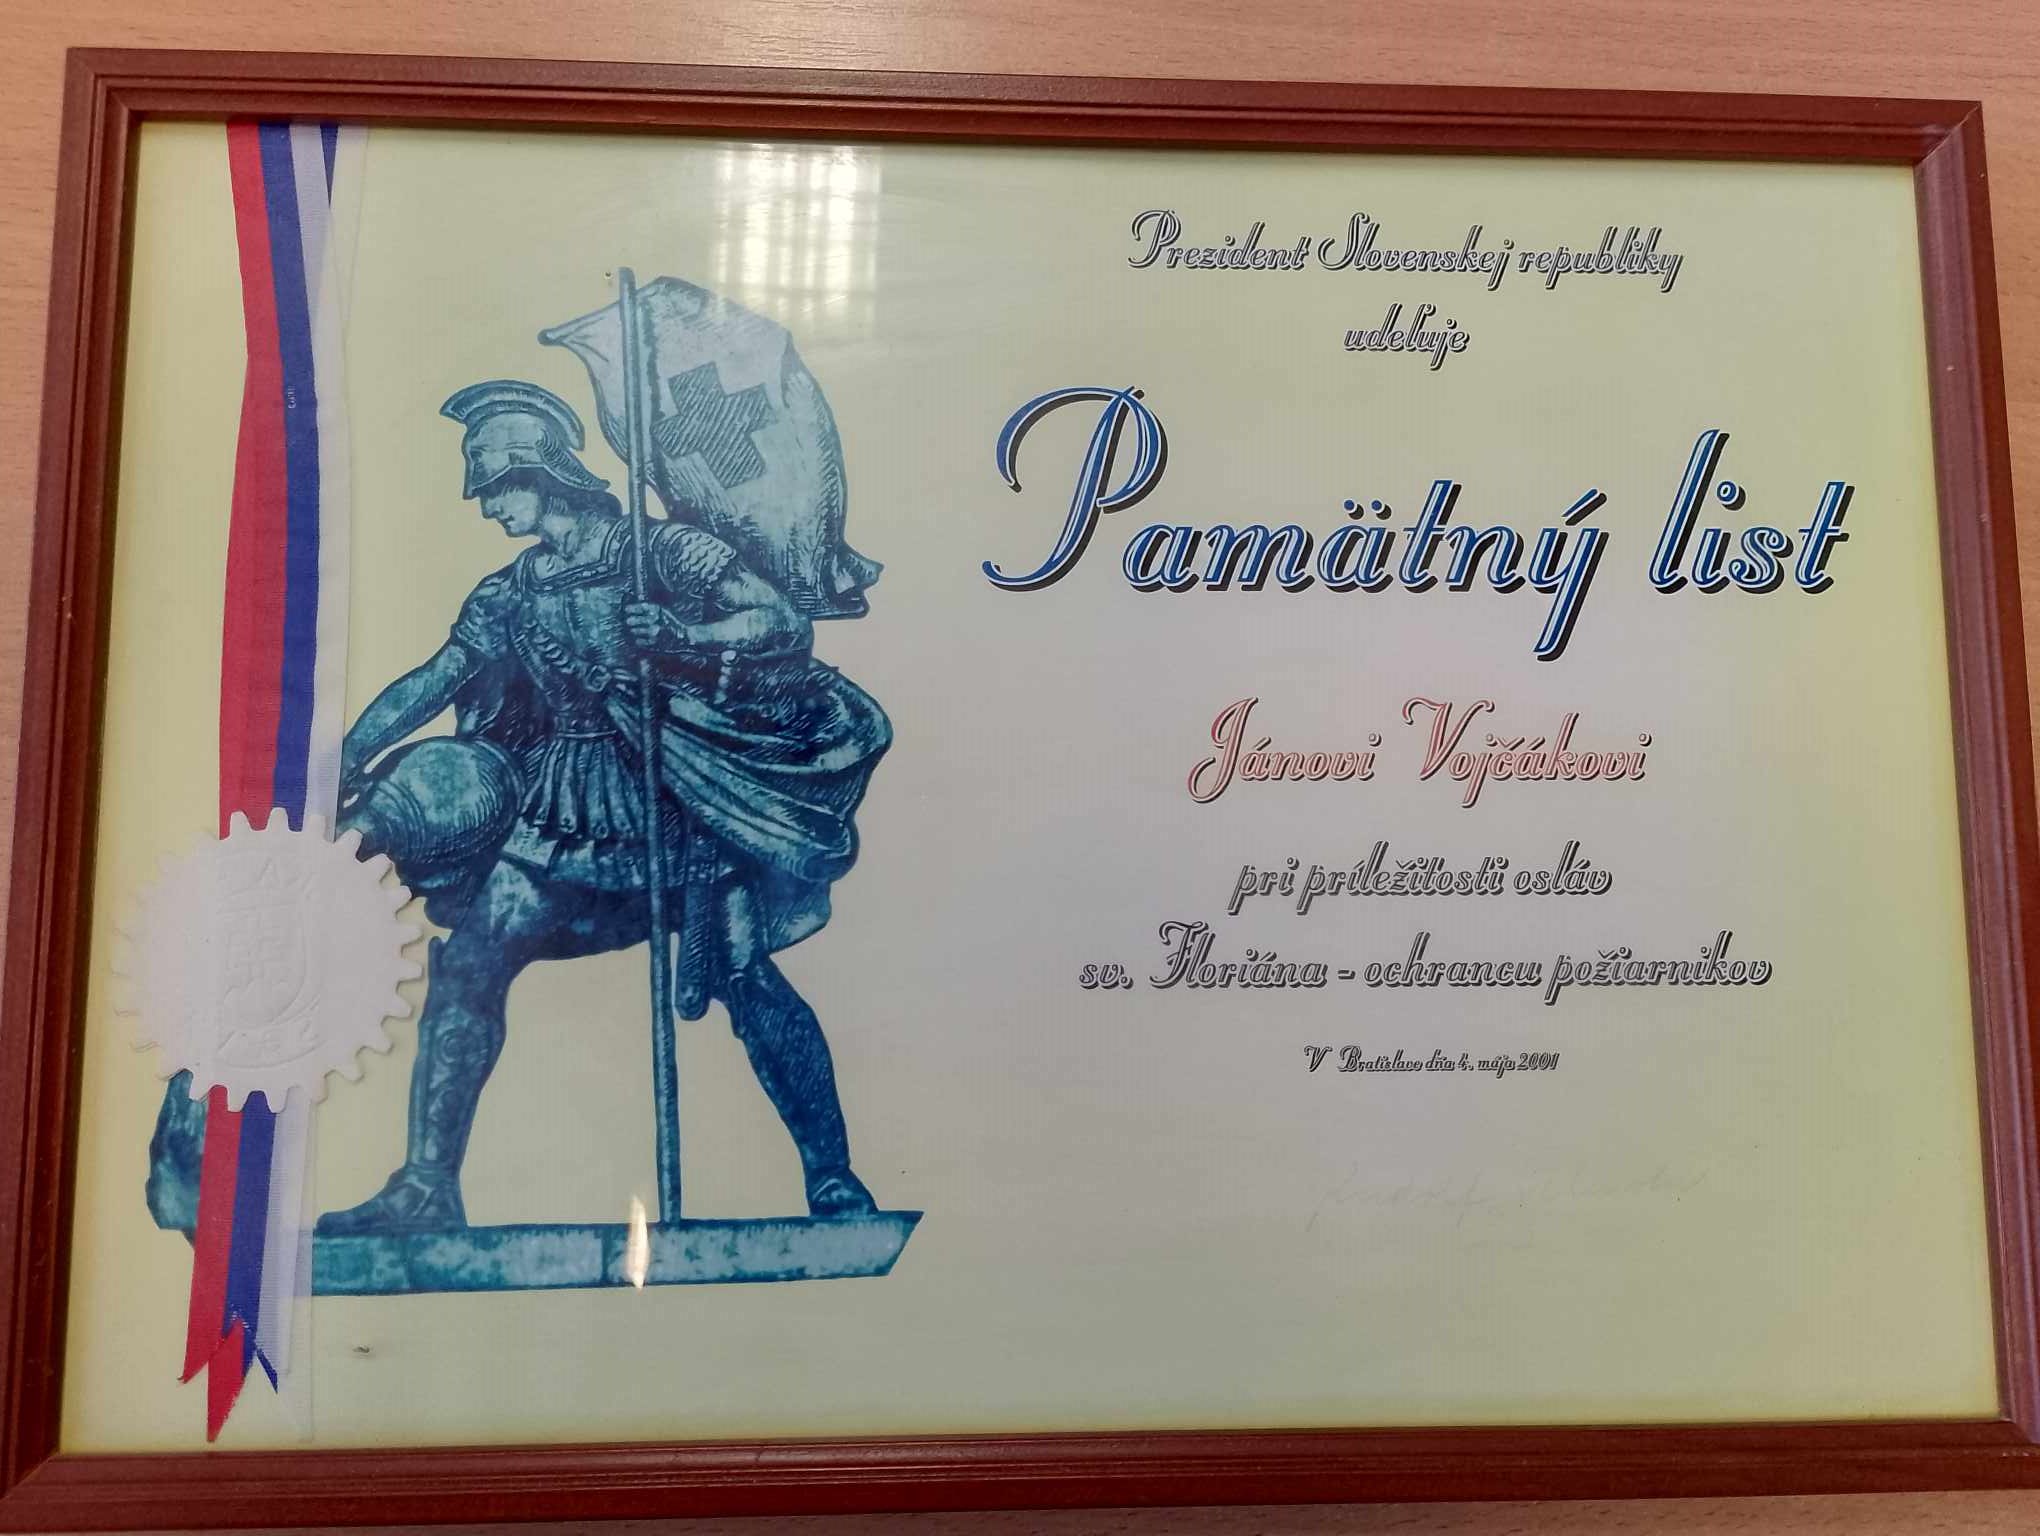 Prezident Slovenskej republiky
udeľuje
Pamätný list
Jánovi Vojčákovi
pri príležitosti osláv
sv. Floriána - ochrancu požiarnikov
V Bratislave dňa 4. mája 2001